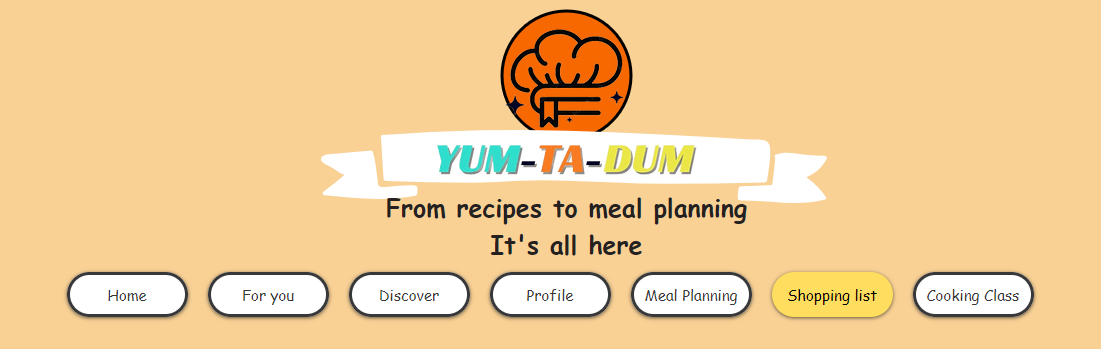 YUM-TA-DUM
From recipes to meal planning
It's all here
Home For you Discover Profile Meal Planning Shopping list Cooking Class